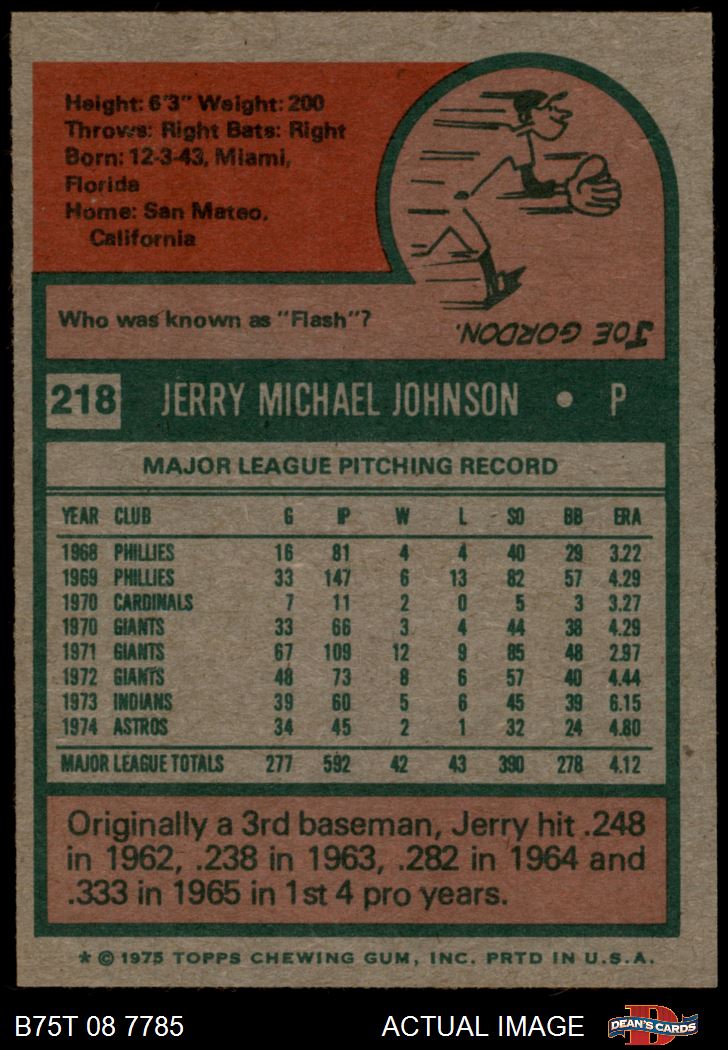 Height: 6'3" Weight: 200
Throws: Right Bats: Right
Born: 12-3-43, Miami,
Florida
Home: San Mateo,
California
Who was known as "Flash"?
JOE GORDON.
218 JERRY MICHAEL JOHNSON • P
MAJOR LEAGUE PITCHING RECORD
YEAR CLUB G IP W L SO BB ERA
1968 PHILLIES 16 81 4 4 40 29 3.22
1969 PHILLIES 33 147 6 13 82 57 4.29
1970 CARDINALS 7 11 2 0 5 3 3.27
1970 GIANTS 33 66 3 4 44 38 4.29
1971 GIANTS 67 109 12 9 85 48 2.97
1972 GIANTS 48 73 8 6 57 40 4.44
1973 INDIANS 39 60 5 6 45 39 6.15
1974 ASTROS 34 45 2 1 32 24 4.80
MAJOR LEAGUE TOTALS 277 592 42 43 390 278 4.12
Originally a 3rd baseman, Jerry hit .248
in 1962, .238 in 1963, .282 in 1964 and
.333 in 1965 in 1st 4 pro years.
* © 1975 TOPPS CHEWING GUM, INC. PRTD IN U.S.A.
B75T 08 7785 ACTUAL IMAGE D DEAN'S CARDS